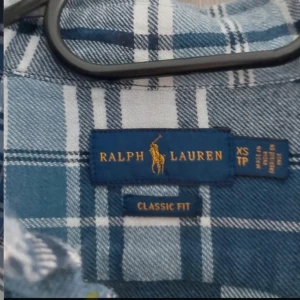 RALPH LAUREN
XS
TP
CLASSIC FIT